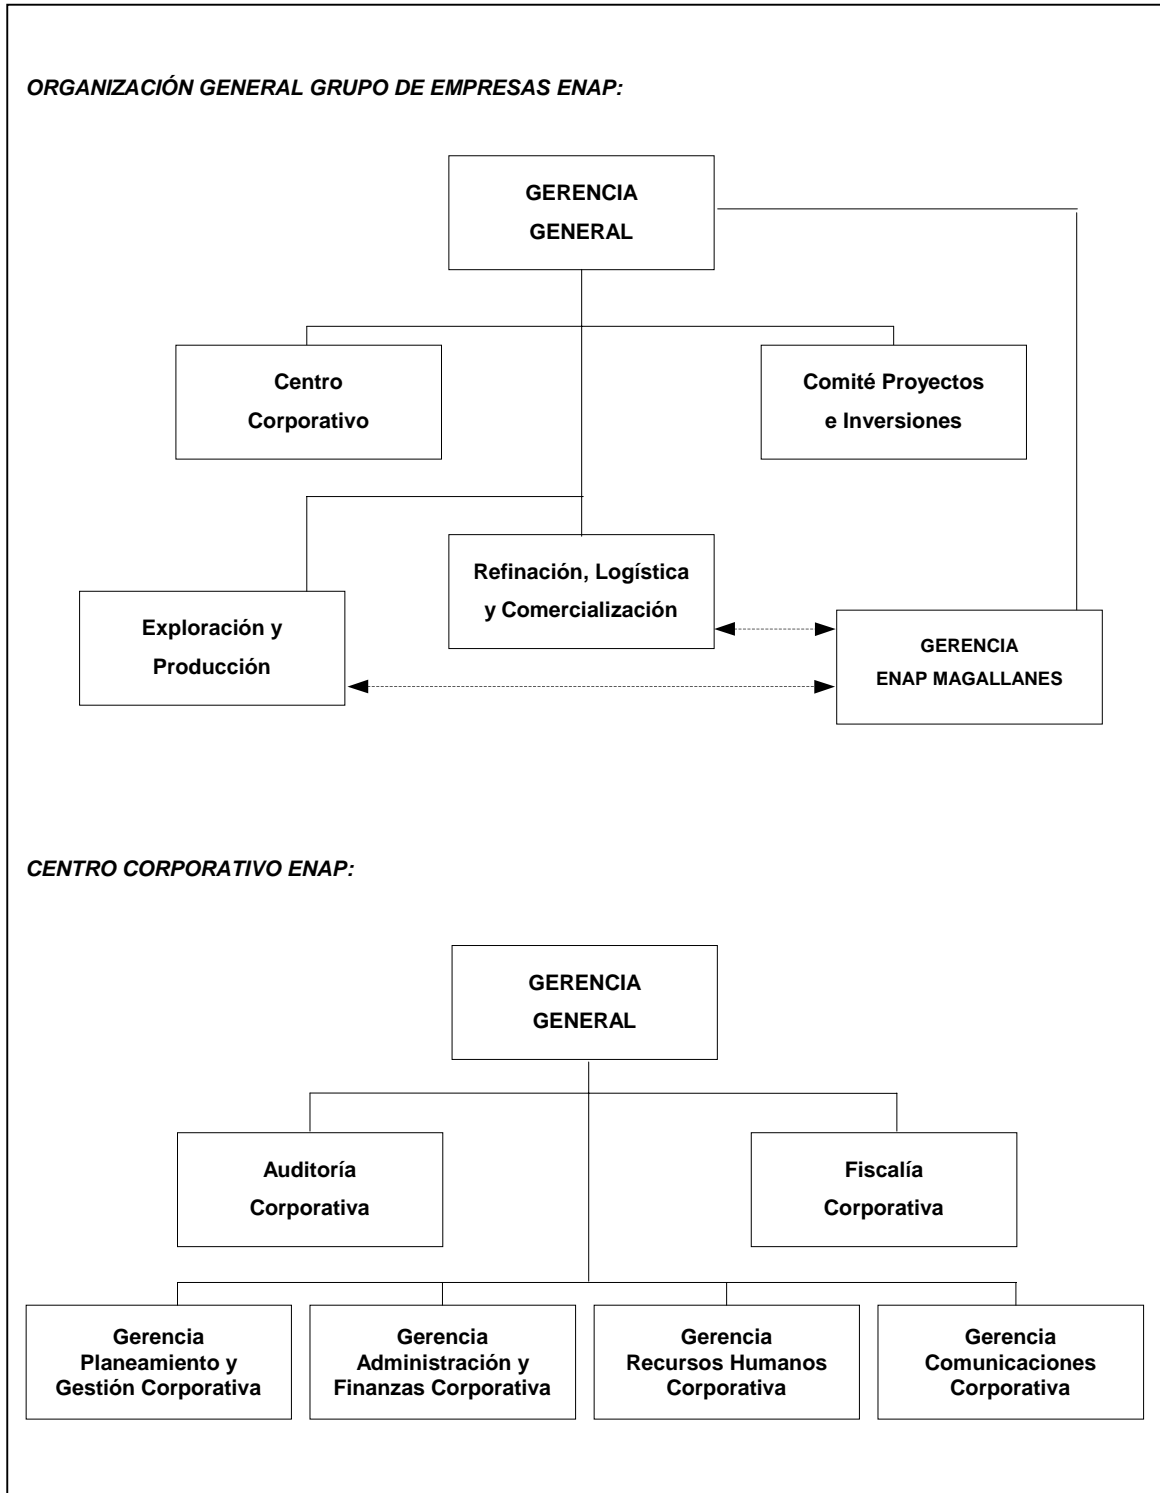 ORGANIZACIÓN GENERAL GRUPO DE EMPRESAS ENAP:
GERENCIA
GENERAL
Centro
Corporativo
Comité Proyectos
e Inversiones
Refinación, Logística
y Comercialización
Exploración y
Producción
GERENCIA
ENAP MAGALLANES
CENTRO CORPORATIVO ENAP:
GERENCIA
GENERAL
Auditoría
Corporativa
Fiscalía
Corporativa
Gerencia
Planeamiento y
Gestión Corporativa
Gerencia
Administración y
Finanzas Corporativa
Gerencia
Recursos Humanos
Corporativa
Gerencia
Comunicaciones
Corporativa